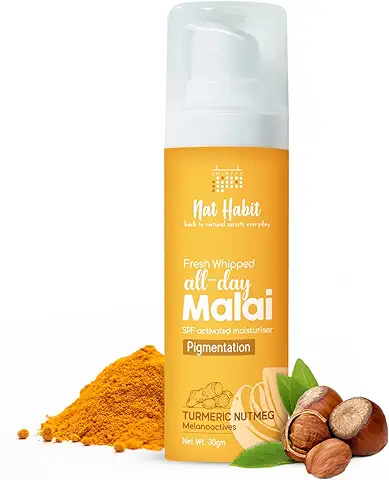 Nat Habit
back to natural secrets everyday
Fresh Whipped
all-day
Malai
SPF activated moisturiser
Pigmentation
TURMERIC NUTMEG
Melanoactives
Net Wt. 30gm